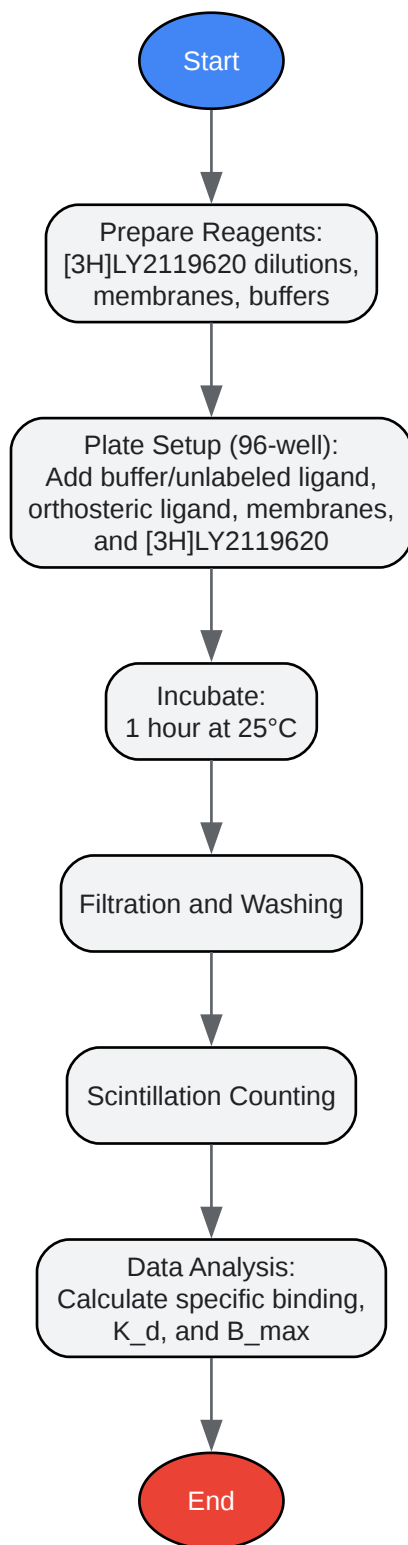 Start
Prepare Reagents:
[3H]LY2119620 dilutions,
membranes, buffers
Plate Setup (96-well):
Add buffer/unlabeled ligand,
orthosteric ligand, membranes,
and [3H]LY2119620
Incubate:
1 hour at 25°C
Filtration and Washing
Scintillation Counting
Data Analysis:
Calculate specific binding,
K_d, and B_max
End